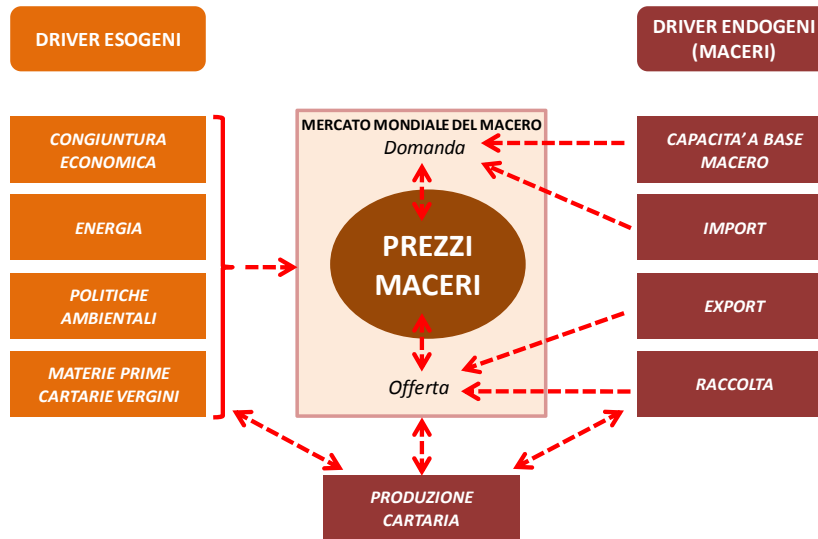 DRIVER ESOGENI
DRIVER ENDOGENI
(MACERI)
CONGIUNTURA
ECONOMICA
ENERGIA
POLITICHE
AMBIENTALI
MATERIE PRIME
CARTARIE VERGINI
MERCATO MONDIALE DEL MACERO
Domanda
PREZZI
MACERI
Offerta
CAPACITA' A BASE
MACERO
IMPORT
EXPORT
RACCOLTA
PRODUZIONE
CARTARIA